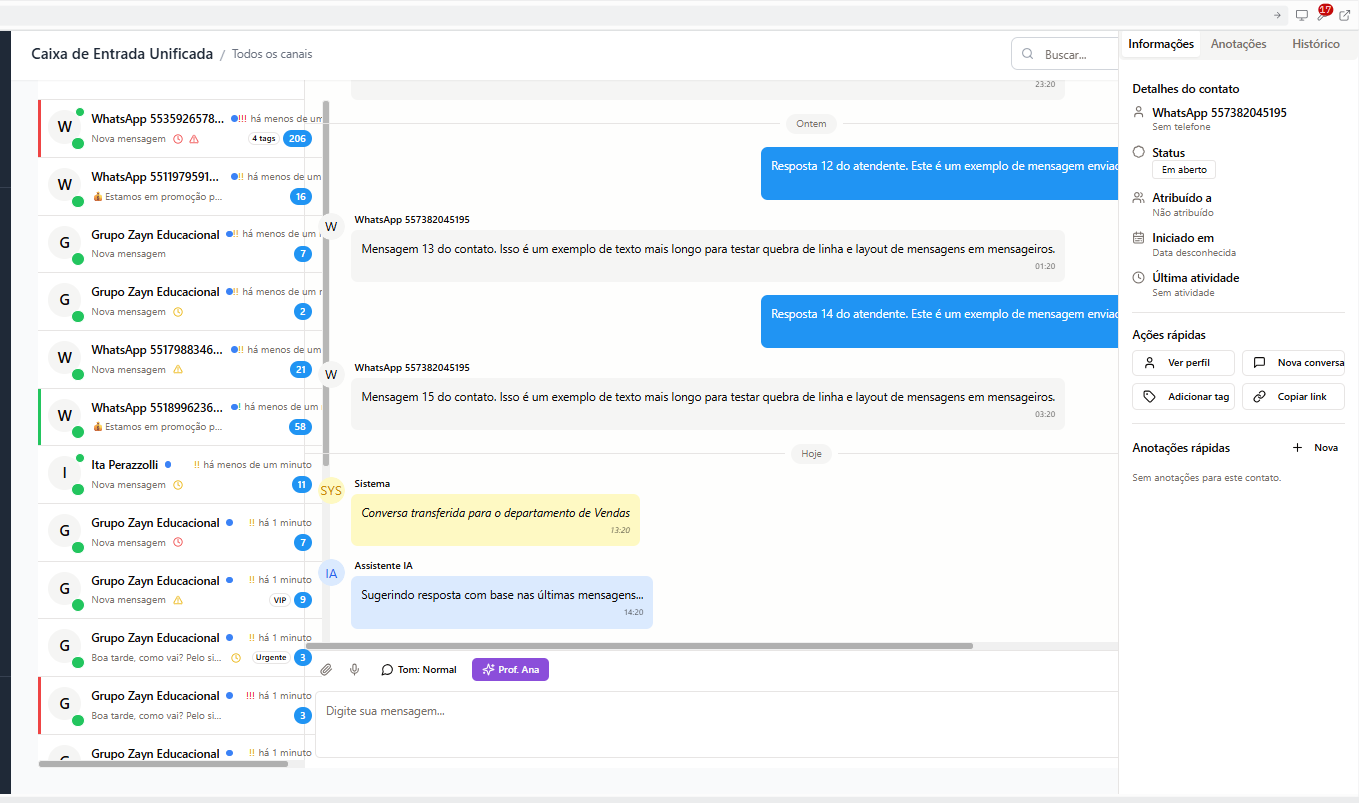 17
Caixa de Entrada Unificada / Todos os canais
Buscar...
W
WhatsApp 5535926578... !!! há menos de um
Nova mensagem 4 tags 206
W
WhatsApp 5511979591... !! há menos de um
Estamos em promoção p... 16
G
Grupo Zayn Educacional !! há menos de um
Nova mensagem 7
G
Grupo Zayn Educacional !! há menos de um
Nova mensagem 2
W
WhatsApp 5517988346... !! há menos de um
Nova mensagem 21
W
WhatsApp 5518996236... ! há menos de um
Estamos em promoção p... 58
I
Ita Perazzolli !! há menos de um minuto
Nova mensagem 11
G
Grupo Zayn Educacional !! há 1 minuto
Nova mensagem 7
G
Grupo Zayn Educacional !! há 1 minuto
Nova mensagem VIP 9
G
Grupo Zayn Educacional !! há 1 minuto
Boa tarde, como vai? Pelo si... Urgente 3
G
Grupo Zayn Educacional !!! há 1 minuto
Boa tarde, como vai? Pelo si... 3
Grupo Zayn Educacional !! há 1 minuto
23:20
Ontem
Resposta 12 do atendente. Este é um exemplo de mensagem enviad
W
WhatsApp 557382045195
Mensagem 13 do contato. Isso é um exemplo de texto mais longo para testar quebra de linha e layout de mensagens em mensageiros.
01:20
Resposta 14 do atendente. Este é um exemplo de mensagem enviad
W
WhatsApp 557382045195
Mensagem 15 do contato. Isso é um exemplo de texto mais longo para testar quebra de linha e layout de mensagens em mensageiros.
03:20
Hoje
SYS
Sistema
Conversa transferida para o departamento de Vendas
13:20
IA
Assistente IA
Sugerindo resposta com base nas últimas mensagens...
14:20
Tom: Normal Prof. Ana
Digite sua mensagem...
Informações Anotações Histórico
Detalhes do contato
WhatsApp 557382045195
Sem telefone
Status
Em aberto
Atribuído a
Não atribuído
Iniciado em
Data desconhecida
Última atividade
Sem atividade
Ações rápidas
Ver perfil Nova conversa
Adicionar tag Copiar link
Anotações rápidas + Nova
Sem anotações para este contato.